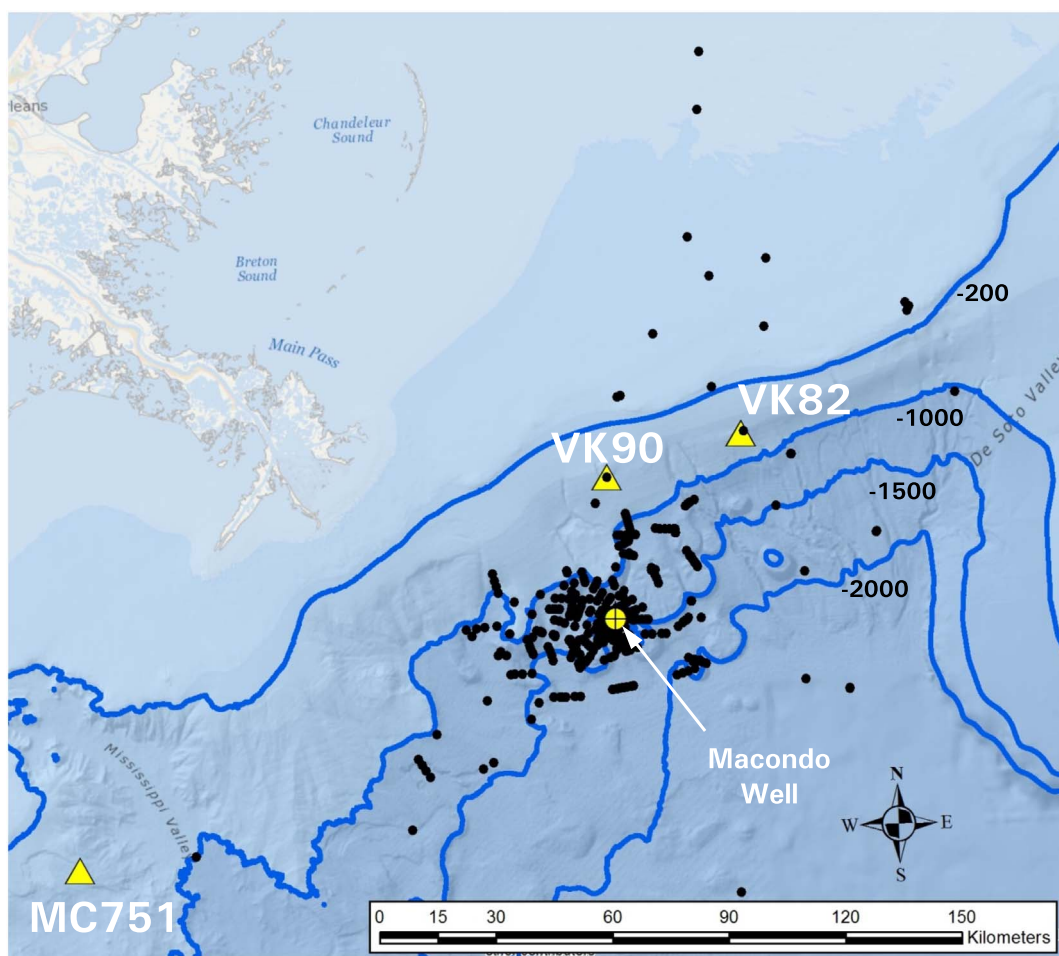 rleans
Chandeleur
Sound
Breton
Sound
Main Pass
-200
VK82
-1000
De Soto Valley
VK90
-1500
-2000
Macondo
Well
Mississippi Valley
N
W
E
S
MC751
0 15 30 60 90 120 150
Kilometers